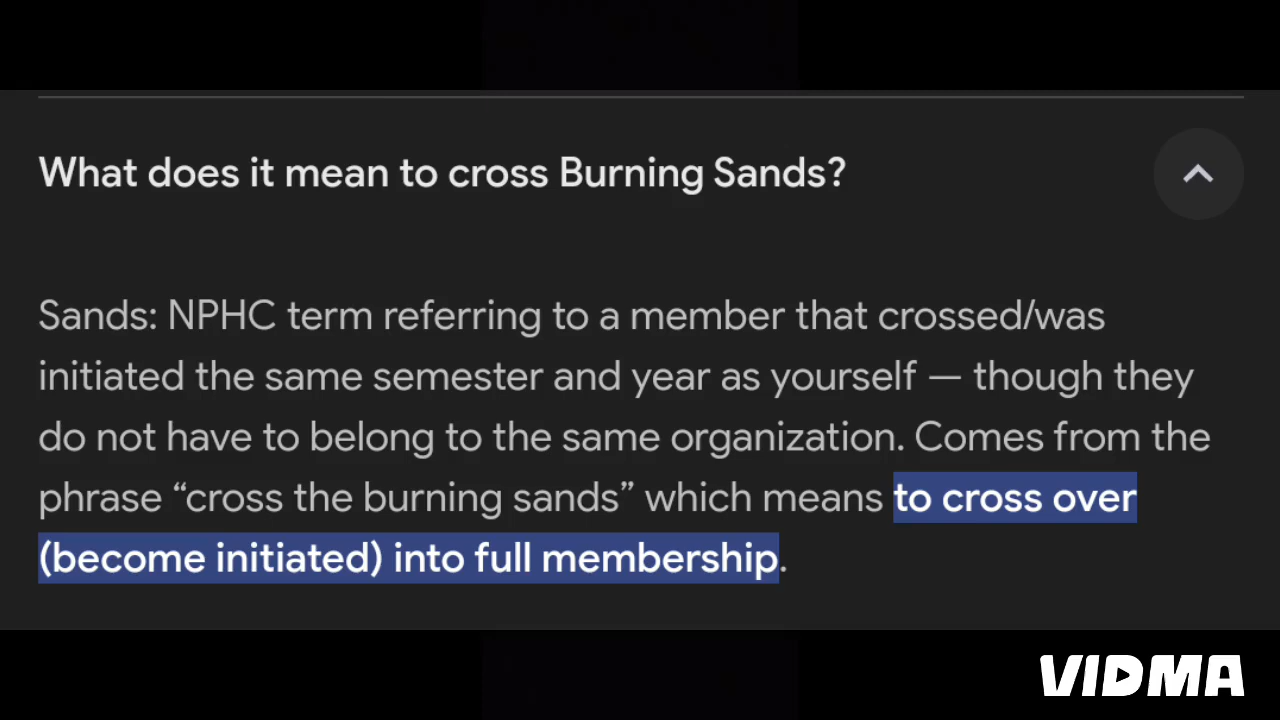 What does it mean to cross Burning Sands?
Sands: NPHC term referring to a member that crossed/was
initiated the same semester and year as yourself — though they
do not have to belong to the same organization. Comes from the
phrase “cross the burning sands” which means to cross over
(become initiated) into full membership.
VIDMA